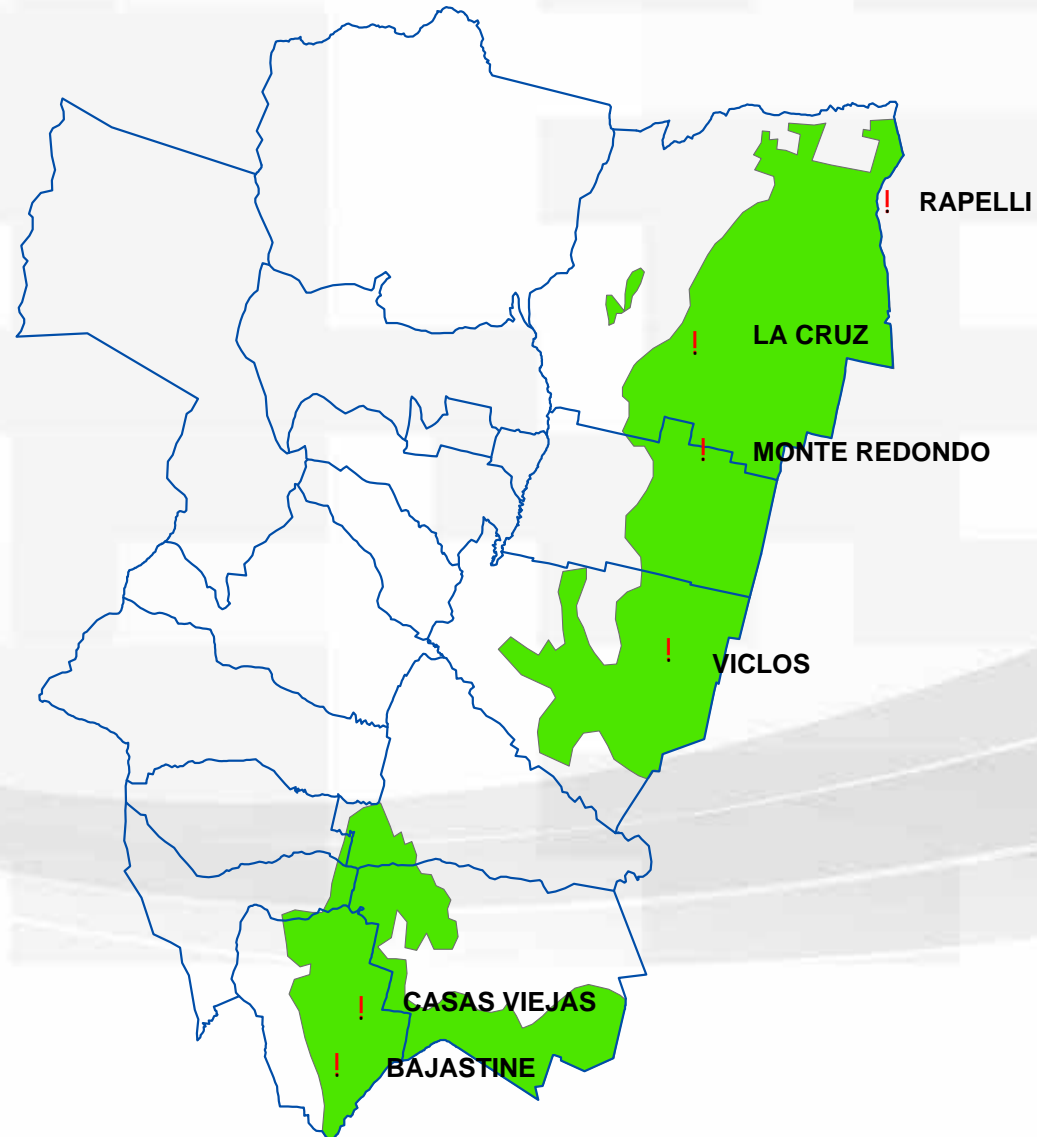 RAPELLI
LA CRUZ
MONTE REDONDO
VICLOS
CASAS VIEJAS
BAJASTINE